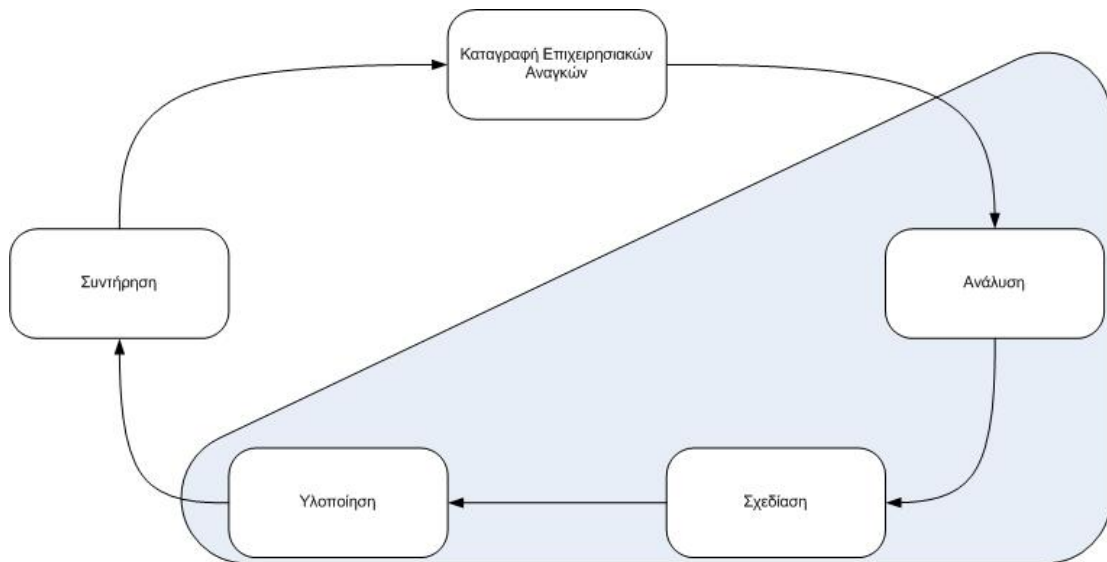 Καταγραφή Επιχειρησιακών
Αναγκών
Συντήρηση
Ανάλυση
Υλοποίηση
Σχεδίαση